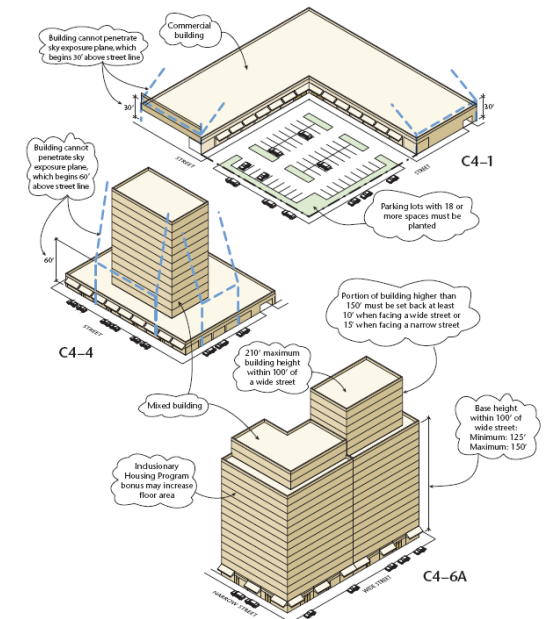 Building cannot penetrate
sky exposure plane, which
begins 30' above street line
Commercial
building
30'
30'
STREET
STREET
C4–1
Parking lots with 18 or
more spaces must be
planted
Building cannot
penetrate sky
exposure plane,
which begins 60'
above street line
60'
STREET
C4–4
Mixed building
Portion of building higher than
150' must be set back at least
10' when facing a wide street or
15' when facing a narrow street
210' maximum
building height
within 100' of
a wide street
Base height
within 100' of
wide street:
Minimum: 125'
Maximum: 150'
Inclusionary
Housing Program
bonus may increase
floor area
NARROW STREET
WIDE STREET
C4–6A